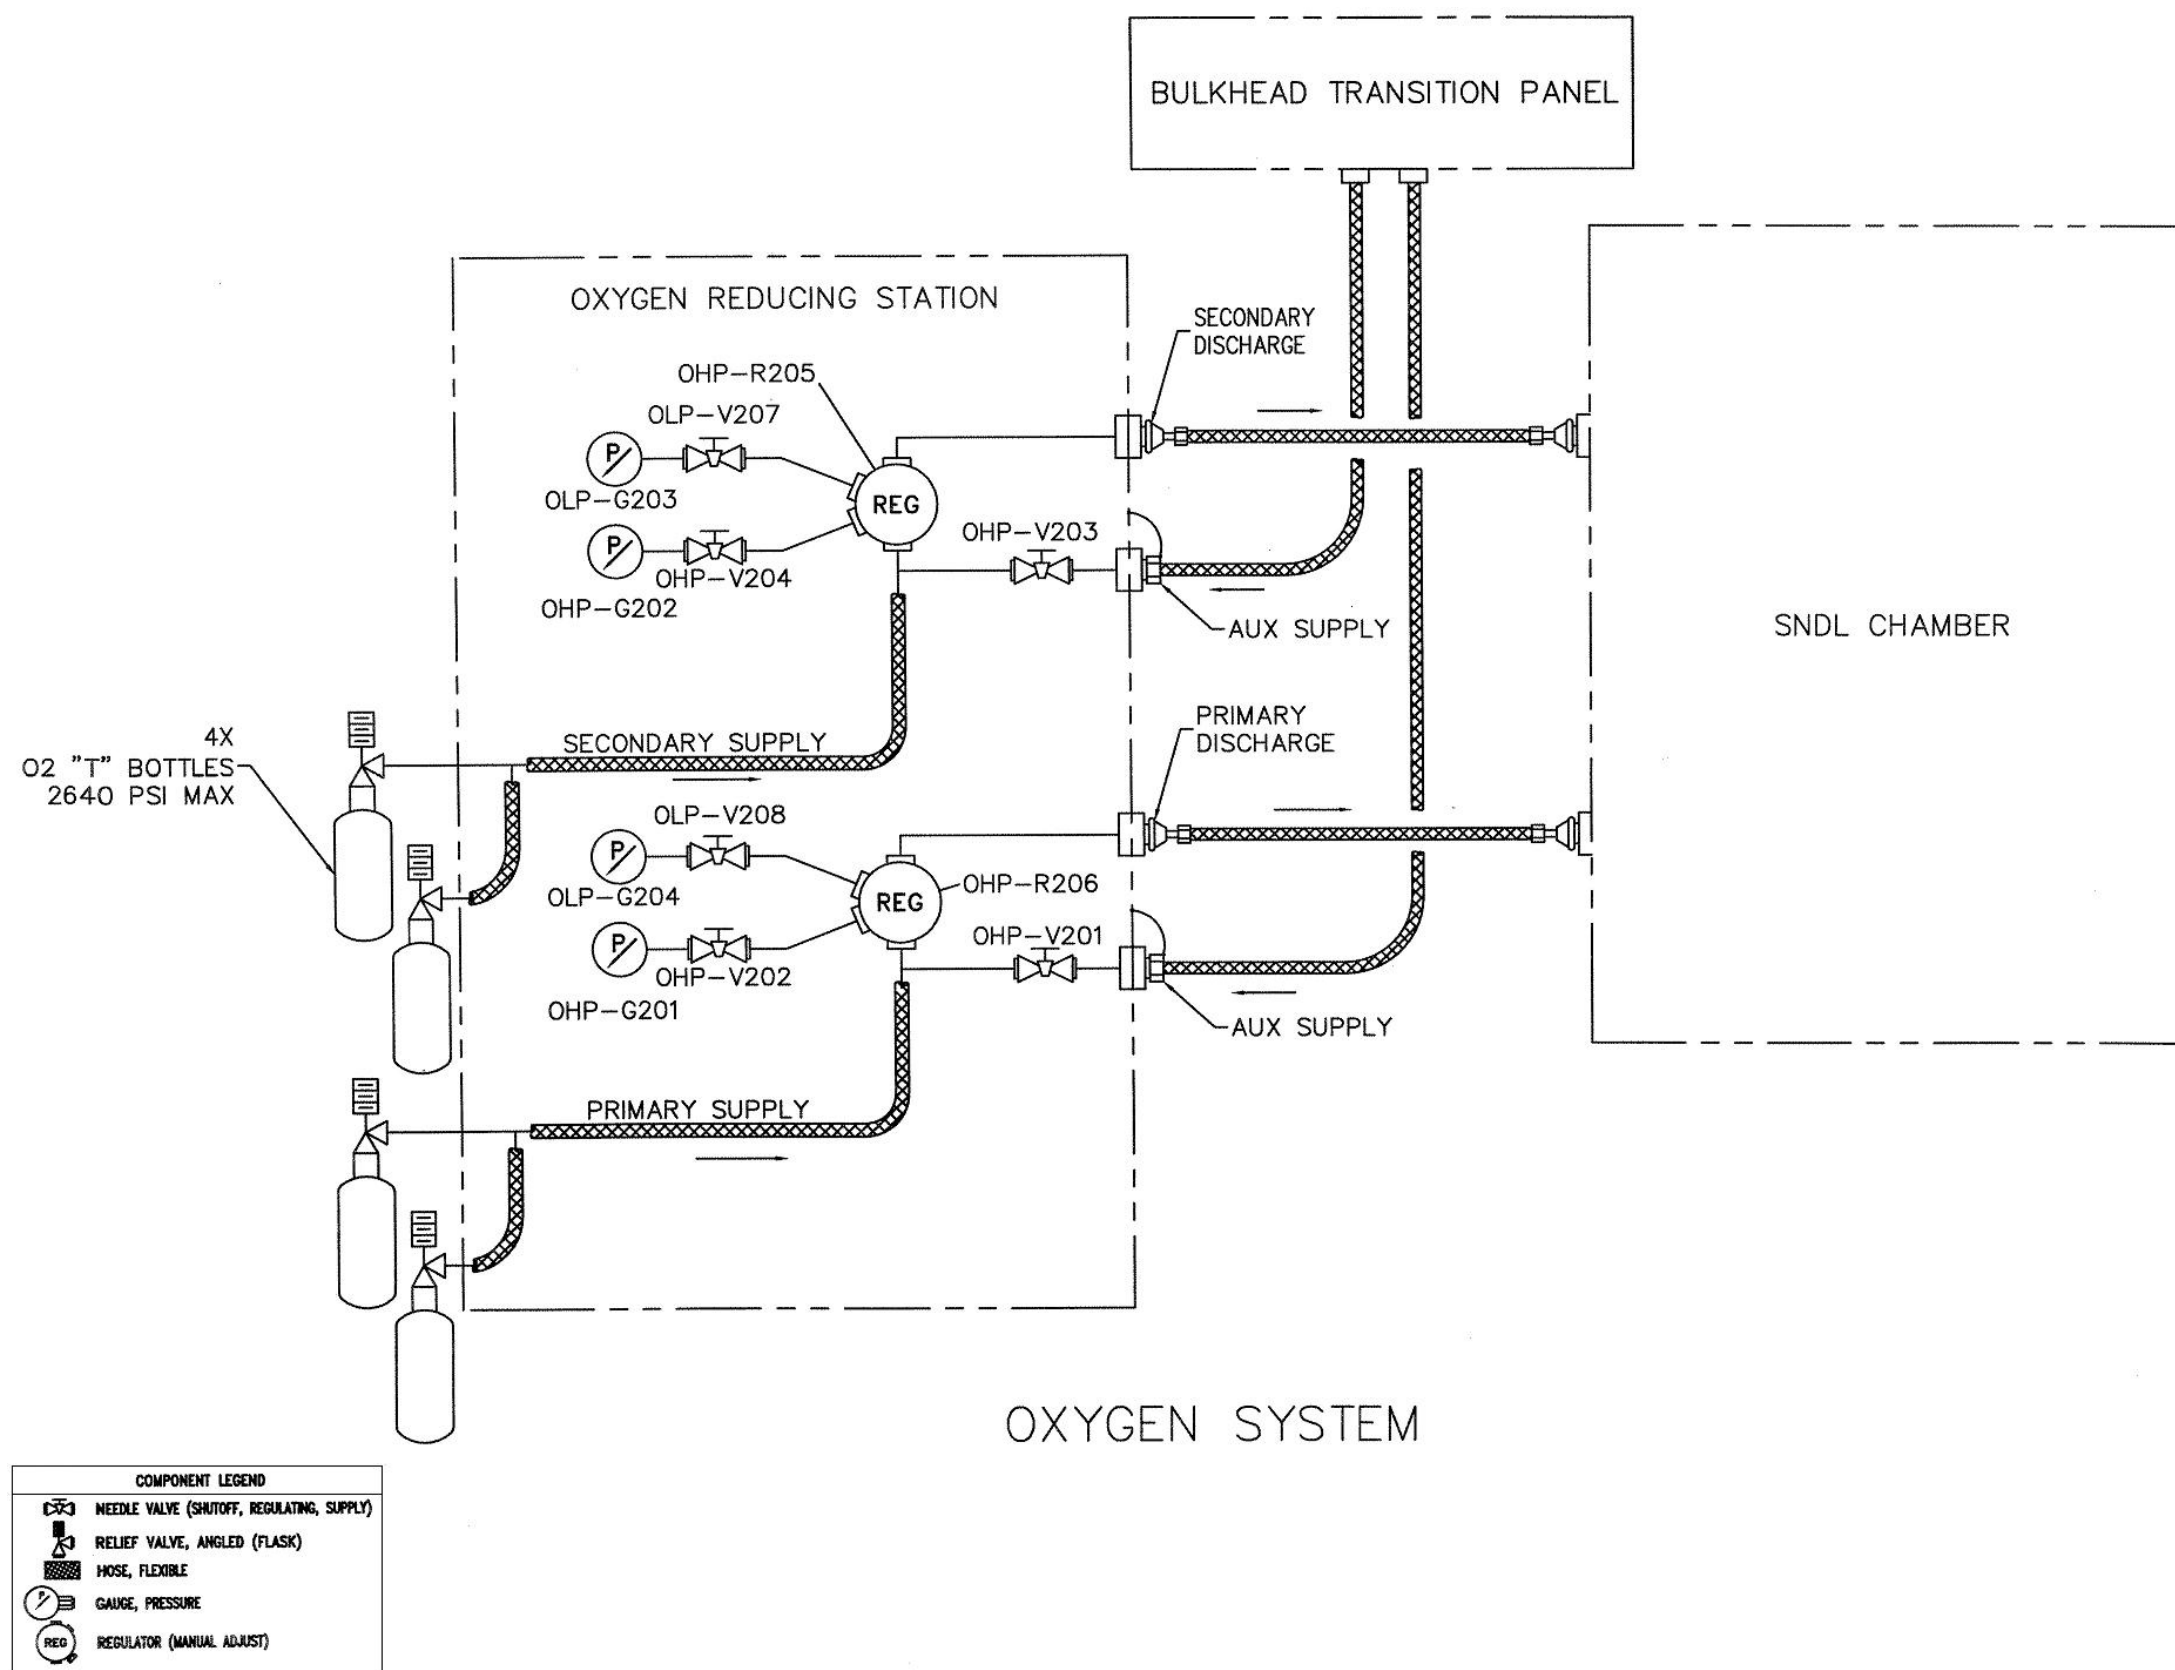 BULKHEAD TRANSITION PANEL
OXYGEN REDUCING STATION
SECONDARY
DISCHARGE
OHP-R205
OLP-V207
P
OLP-G203
REG
P
OHP-V204
OHP-G202
OHP-V203
AUX SUPPLY
SNDL CHAMBER
4X
O2 "T" BOTTLES
2640 PSI MAX
SECONDARY SUPPLY
PRIMARY
DISCHARGE
OLP-V208
P
OLP-G204
REG
OHP-R206
P
OHP-V202
OHP-G201
OHP-V201
AUX SUPPLY
PRIMARY SUPPLY
OXYGEN SYSTEM
COMPONENT LEGEND
NEEDLE VALVE (SHUTOFF, REGULATING, SUPPLY)
RELIEF VALVE, ANGLED (FLASK)
HOSE, FLEXIBLE
P
GAUGE, PRESSURE
REG
REGULATOR (MANUAL ADJUST)